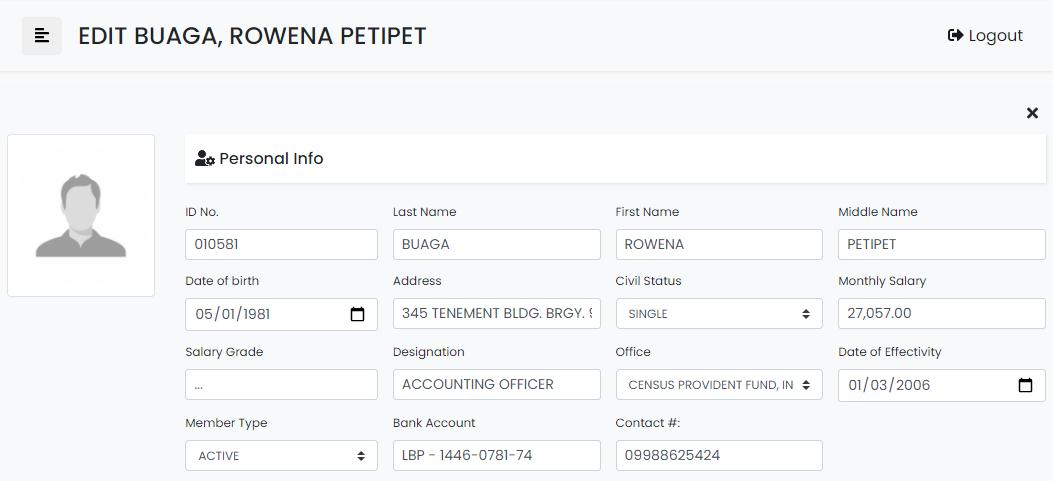 EDIT BUAGA, ROWENA PETIPET
Logout
Personal Info
ID No. Last Name First Name Middle Name
010581 BUAGA ROWENA PETIPET
Date of birth Address Civil Status Monthly Salary
05/01/1981 345 TENEMENT BLDG. BRGY. SINGLE 27,057.00
Salary Grade Designation Office Date of Effectivity
... ACCOUNTING OFFICER CENSUS PROVIDENT FUND, IN 01/03/2006
Member Type Bank Account Contact #:
ACTIVE LBP - 1446-0781-74 09988625424